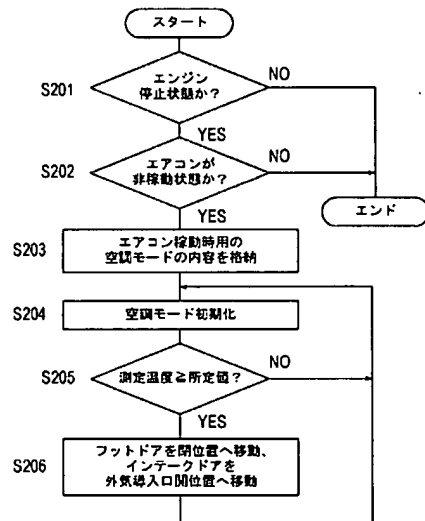 スタート
S201
エンジン
停止状態か?
NO
YES
S202
エアコンが
非稼動状態か?
NO
YES
エンド
S203
エアコン稼動時用の
空調モードの内容を格納
S204
空調モード初期化
S205
測定温度≧所定値?
NO
YES
S206
フットドアを閉位置へ移動、
インテークドアを
外気導入口開位置へ移動